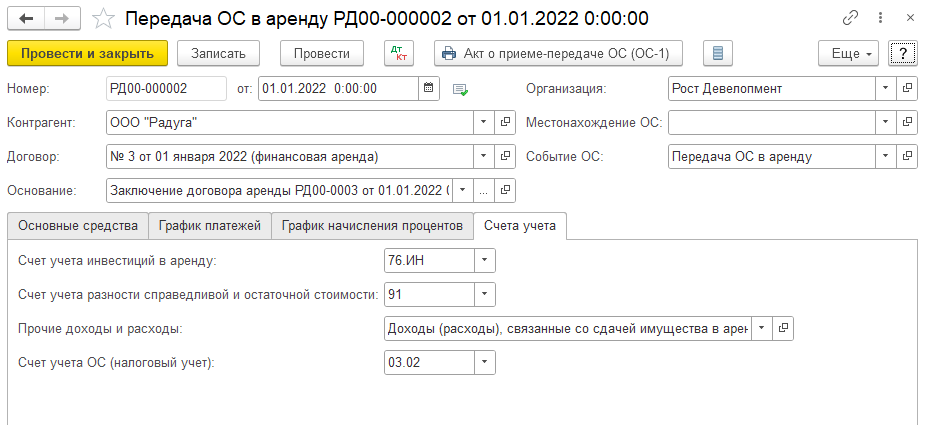 Передача ОС в аренду РД00-000002 от 01.01.2022 0:00:00
Провести и закрыть Записать Провести Дт Кт Акт о приеме-передаче ОС (ОС-1) Еще ?
Номер: РД00-000002 от: 01.01.2022 0:00:00 Организация: Рост Девелопмент
Контрагент: ООО "Радуга" Местонахождение ОС:
Договор: № 3 от 01 января 2022 (финансовая аренда) Событие ОС: Передача ОС в аренду
Основание: Заключение договора аренды РД00-0003 от 01.01.2022 ...
Основные средства График платежей График начисления процентов Счета учета
Счет учета инвестиций в аренду: 76.ИН
Счет учета разности справедливой и остаточной стоимости: 91
Прочие доходы и расходы: Доходы (расходы), связанные со сдачей имущества в арен
Счет учета ОС (налоговый учет): 03.02